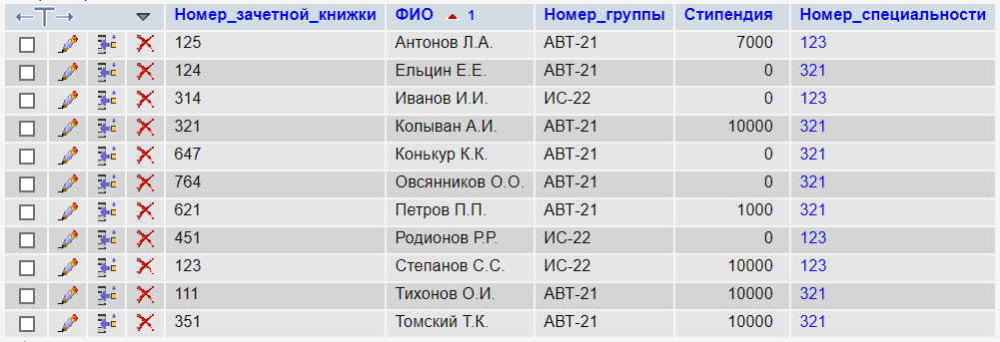 Номер_зачетной_книжки ФИО 1 Номер_группы Стипендия Номер_специальности
125 Антонов Л.А. АВТ-21 7000 123
124 Ельцин Е.Е. АВТ-21 0 321
314 Иванов И.И. ИС-22 0 123
321 Колыван А.И. АВТ-21 10000 321
647 Конькур К.К. АВТ-21 0 321
764 Овсянников О.О. АВТ-21 0 321
621 Петров П.П. АВТ-21 1000 321
451 Родионов Р.Р. ИС-22 0 123
123 Степанов С.С. ИС-22 10000 123
111 Тихонов О.И. АВТ-21 10000 321
351 Томский Т.К. АВТ-21 10000 321